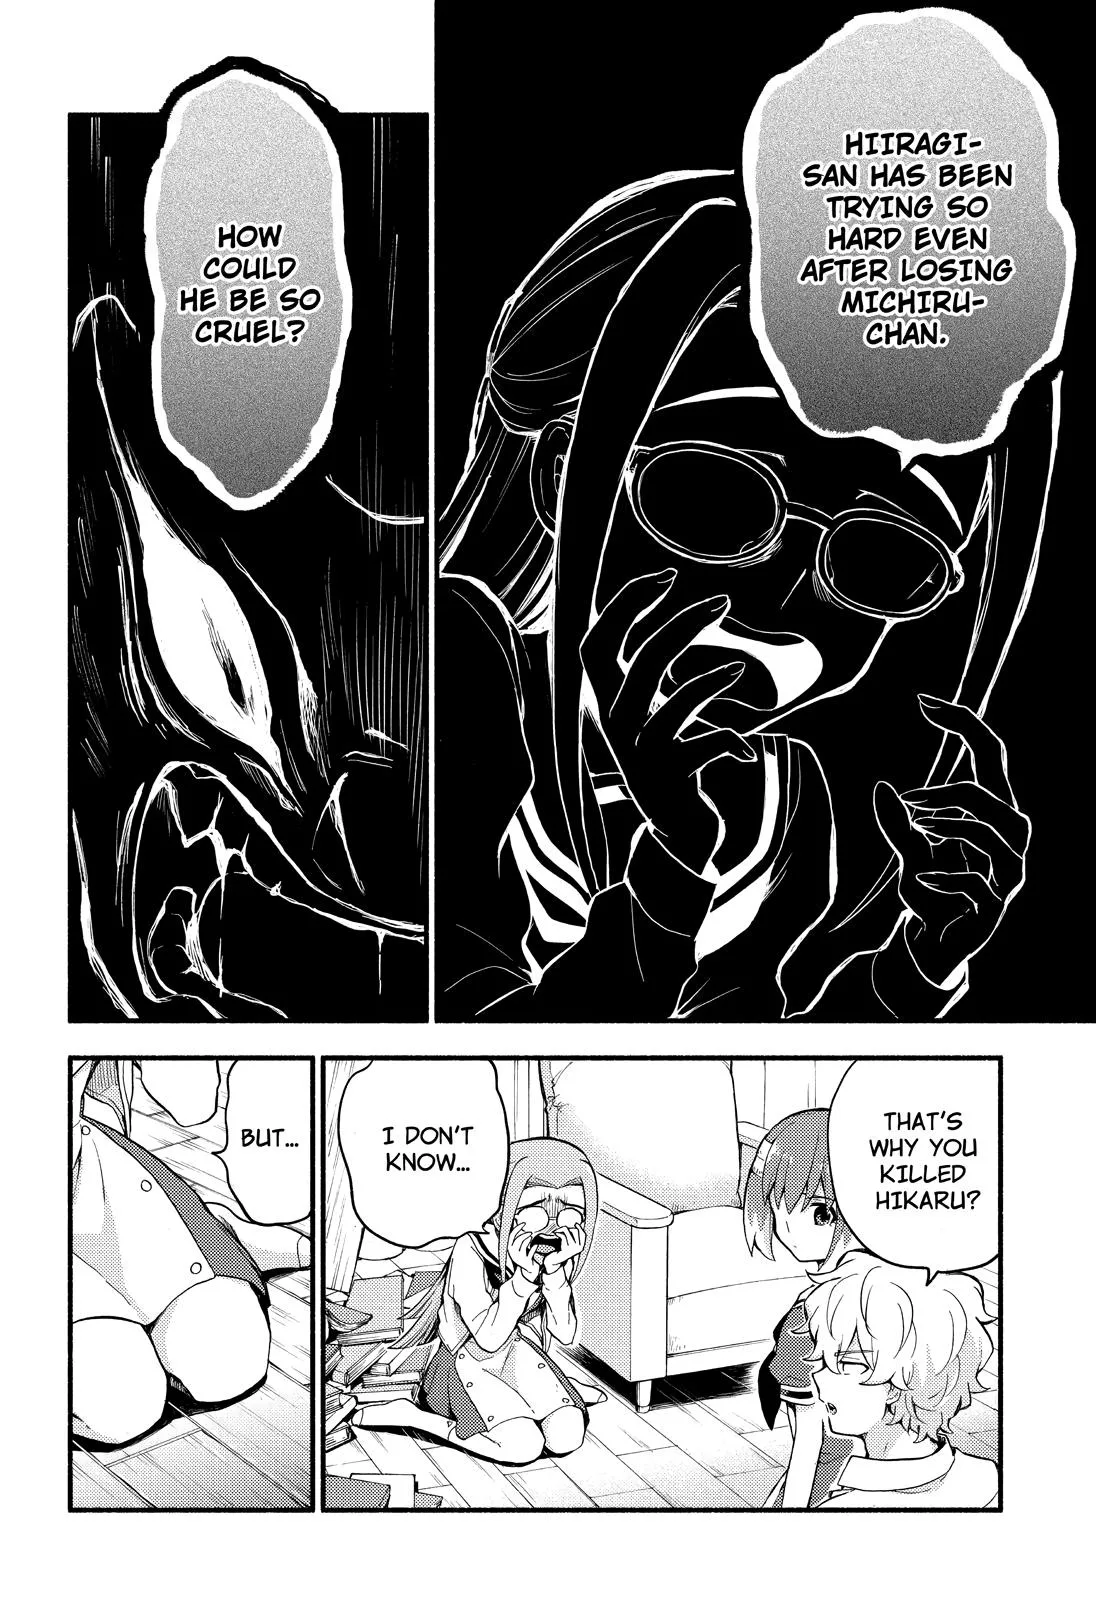 HIIRAGI-
SAN HAS BEEN
TRYING SO
HARD EVEN
AFTER LOSING
MICHIRU-
CHAN.
HOW
COULD
HE BE SO
CRUEL?
THAT'S
WHY YOU
KILLED
HIKARU?
I DON'T
KNOW...
BUT...